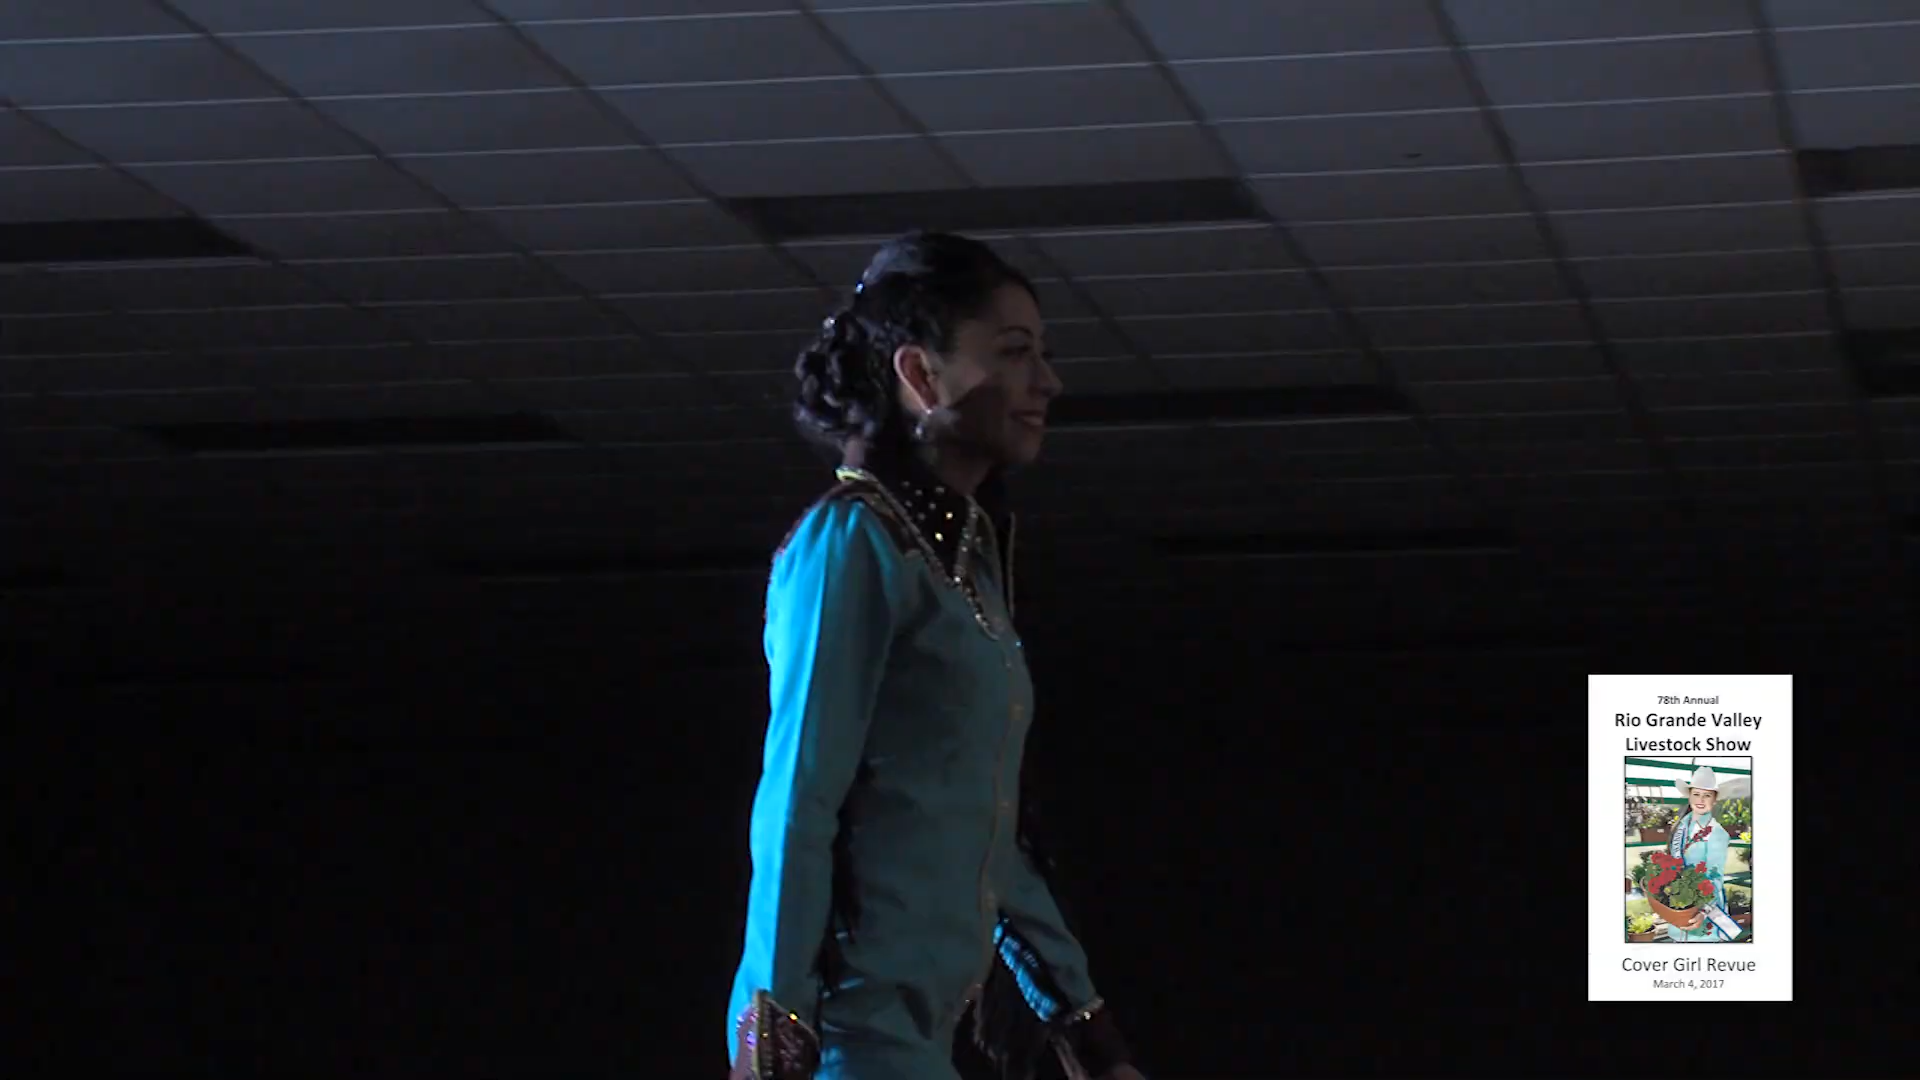 78th Annual
Rio Grande Valley
Livestock Show
Cover Girl Revue
March 4, 2017